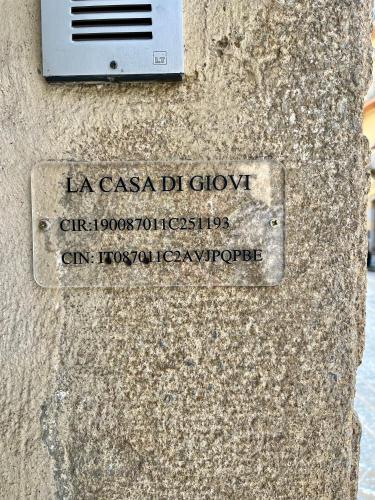 LA CASA DI GIOVI
CIR:190087011C251193
CIN: IT087011C2AVJPQPBE